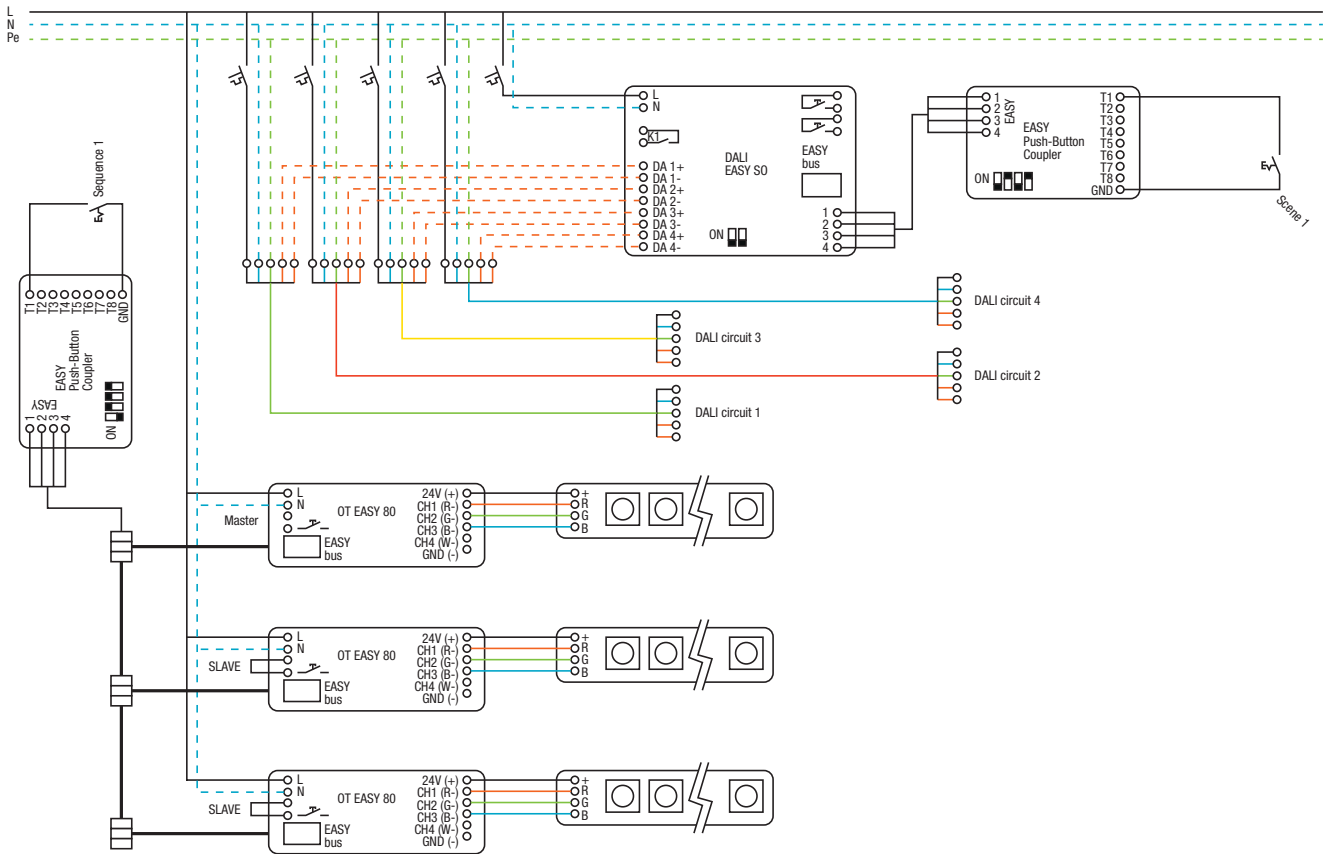 L
N
Pe
L
N
K1
DA 1+
DA 1-
DA 2+
DA 2-
DA 3+
DA 3-
DA 4+
DA 4-
DALI
EASY SO
EASY
bus
ON
1
2
3
4
1
2
3
4
EASY
EASY
Push-Button
Coupler
ON
T1
T2
T3
T4
T5
T6
T7
T8
GND
Scene 1
Sequence 1
T1
T2
T3
T4
T5
T6
T7
T8
GND
EASY
Push-Button
Coupler
EASY
1
2
3
4
ON
DALI circuit 4
DALI circuit 3
DALI circuit 2
DALI circuit 1
Master
L
N
OT EASY 80
EASY
bus
24V (+)
CH1 (R-)
CH2 (G-)
CH3 (B-)
CH4 (W-)
GND (-)
+
R
G
B
SLAVE
L
N
OT EASY 80
EASY
bus
24V (+)
CH1 (R-)
CH2 (G-)
CH3 (B-)
CH4 (W-)
GND (-)
+
R
G
B
SLAVE
L
N
OT EASY 80
EASY
bus
24V (+)
CH1 (R-)
CH2 (G-)
CH3 (B-)
CH4 (W-)
GND (-)
+
R
G
B